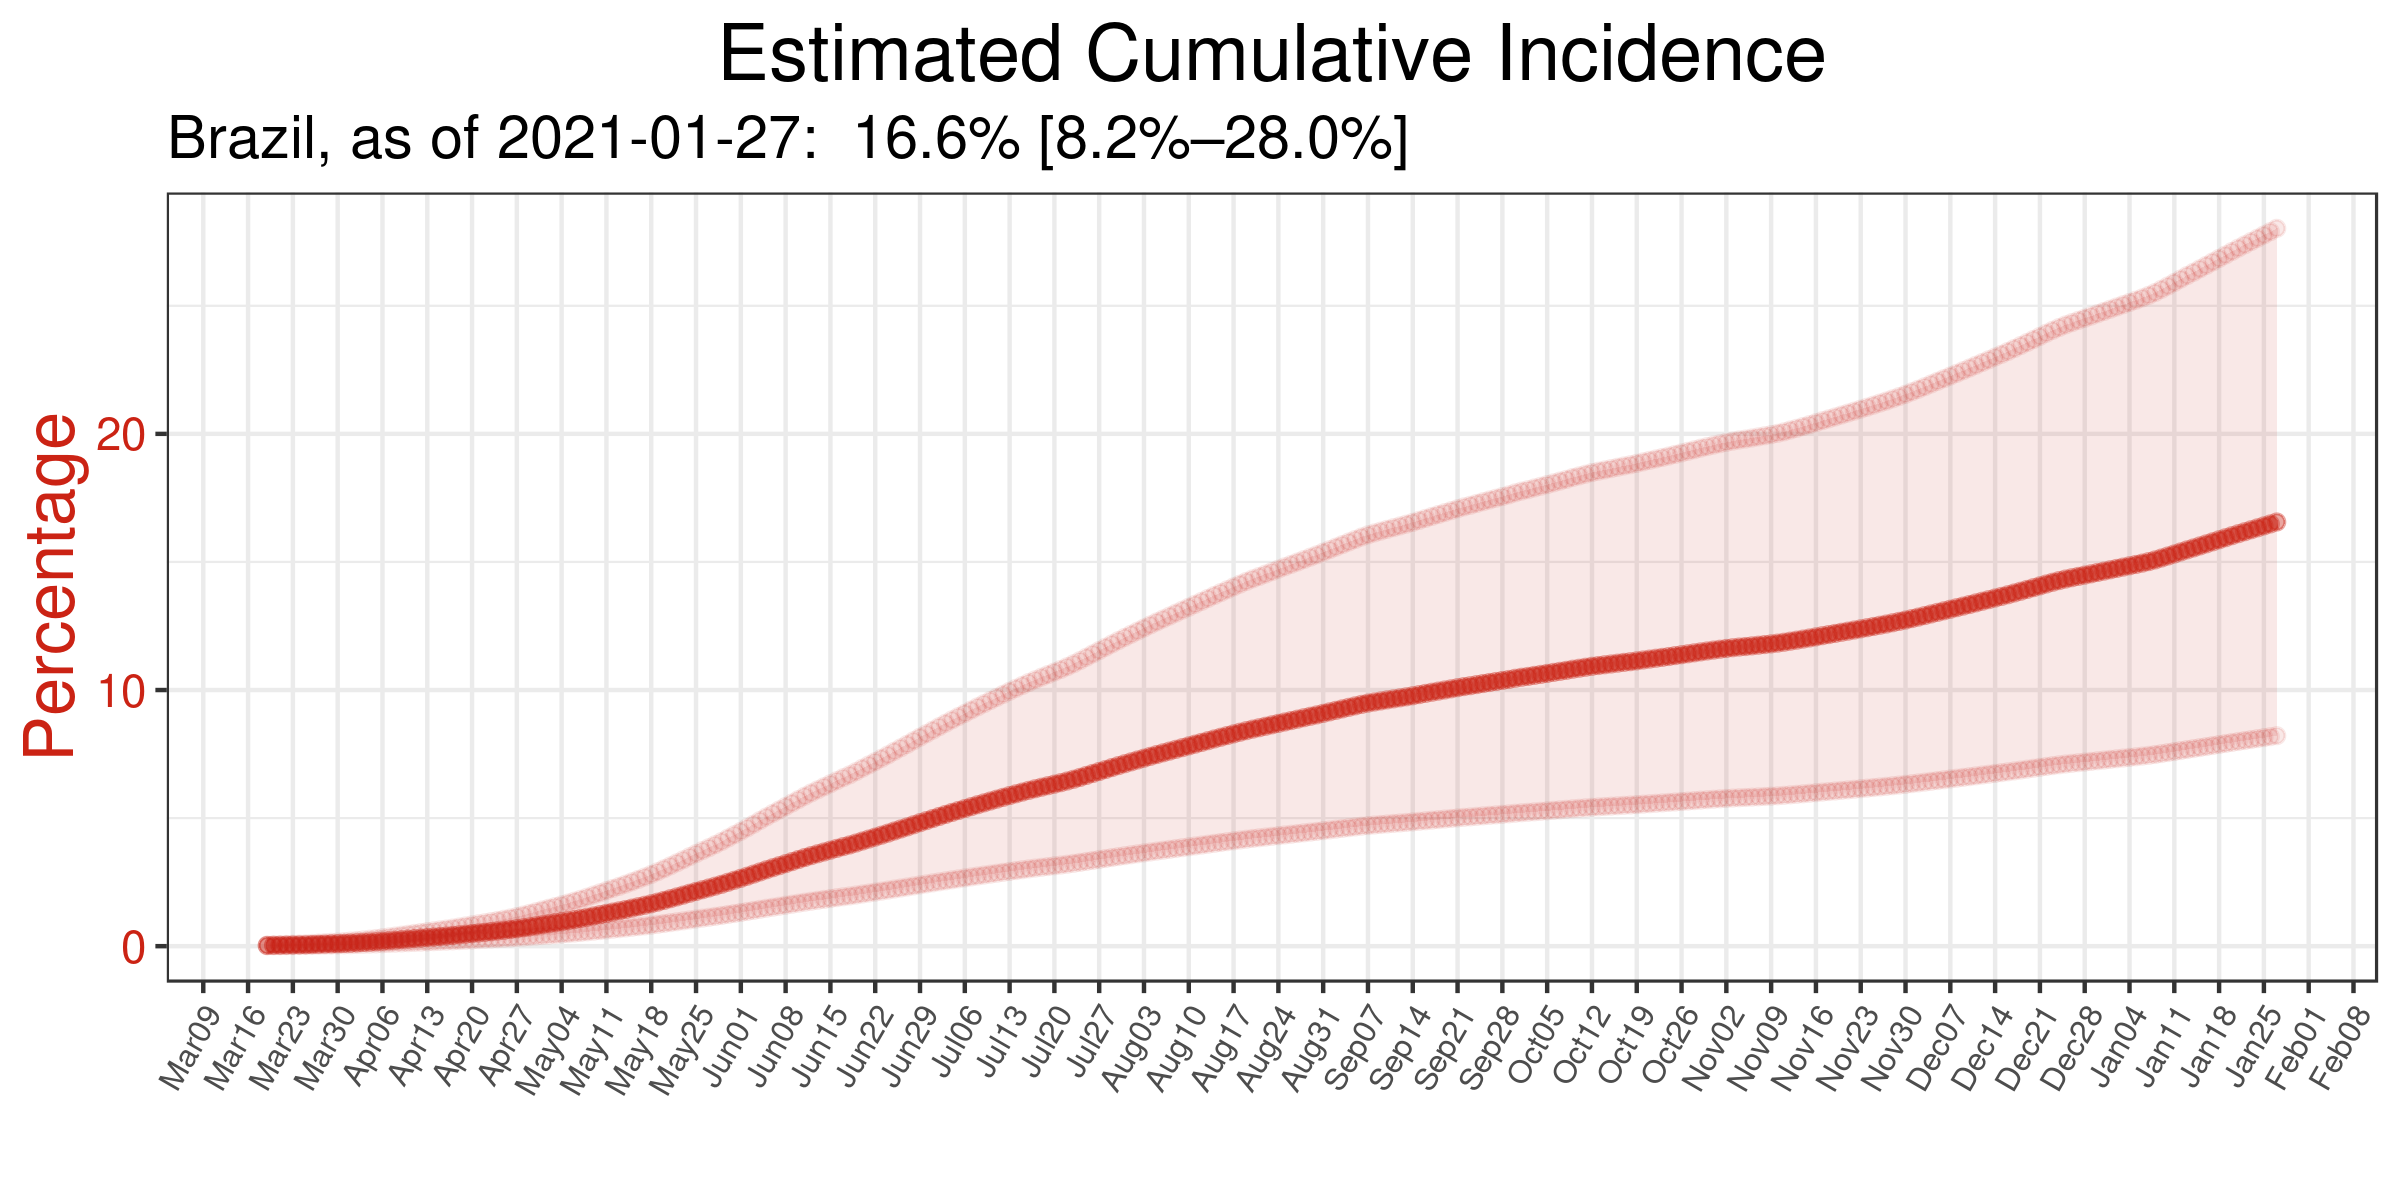 Estimated Cumulative Incidence
Brazil, as of 2021-01-27:  16.6% [8.2%–28.0%]
Percentage
20
10
0
Mar09
Mar16
Mar23
Mar30
Apr06
Apr13
Apr20
Apr27
May04
May11
May18
May25
Jun01
Jun08
Jun15
Jun22
Jun29
Jul06
Jul13
Jul20
Jul27
Aug03
Aug10
Aug17
Aug24
Aug31
Sep07
Sep14
Sep21
Sep28
Oct05
Oct12
Oct19
Oct26
Nov02
Nov09
Nov16
Nov23
Nov30
Dec07
Dec14
Dec21
Dec28
Jan04
Jan11
Jan18
Jan25
Feb01
Feb08